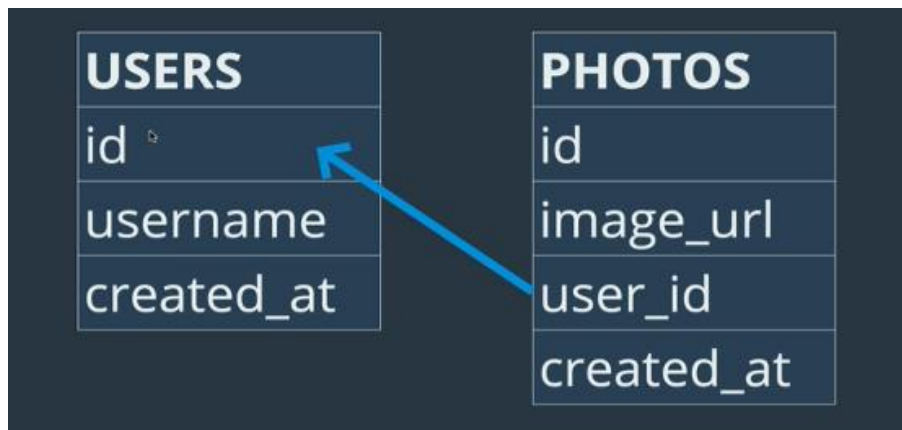 USERS
id
username
created_at
PHOTOS
id
image_url
user_id
created_at